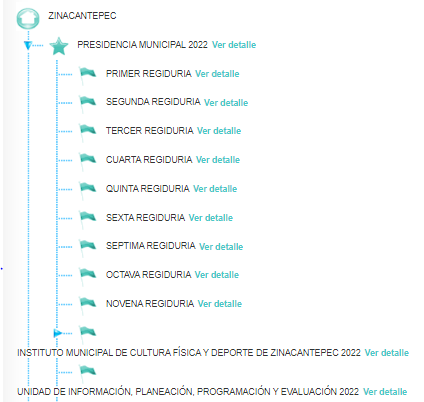 ZINACANTEPEC
PRESIDENCIA MUNICIPAL 2022 Ver detalle
PRIMER REGIDURIA Ver detalle
SEGUNDA REGIDURIA Ver detalle
TERCER REGIDURIA Ver detalle
CUARTA REGIDURIA Ver detalle
QUINTA REGIDURIA Ver detalle
SEXTA REGIDURIA Ver detalle
SEPTIMA REGIDURIA Ver detalle
OCTAVA REGIDURIA Ver detalle
NOVENA REGIDURIA Ver detalle
INSTITUTO MUNICIPAL DE CULTURA FÍSICA Y DEPORTE DE ZINACANTEPEC 2022 Ver detalle
UNIDAD DE INFORMACIÓN, PLANEACIÓN, PROGRAMACIÓN Y EVALUACIÓN 2022 Ver detalle